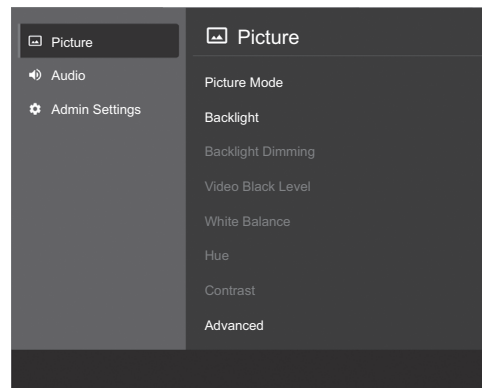 Picture
Audio
Admin Settings
Picture
Picture Mode
Backlight
Backlight Dimming
Video Black Level
White Balance
Hue
Contrast
Advanced